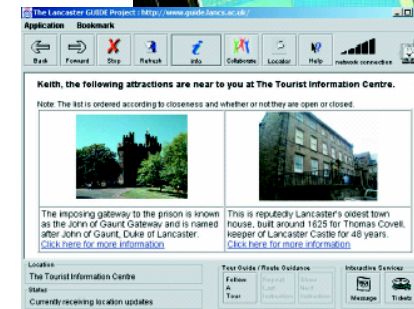 The Lancaster GUIDE Project : http://www.guide.lancs.ac.uk/
Application Bookmark
Back Forward Stop Refresh Info Collaborate Locator Help network connection
Keith, the following attractions are near to you at The Tourist Information Centre.
Note: The list is ordered according to closeness and whether or not they are open or closed.
The imposing gateway to the prison is known
as the John of Gaunt Gateway and is named
after John of Gaunt, Duke of Lancaster.
Click here for more information
This is reputedly Lancaster's oldest town
house, built around 1625 for Thomas Covell,
keeper of Lancaster Castle for 48 years.
Click here for more information
Location
The Tourist Information Centre
Status
Currently receiving location updates
Tour Guide / Route Guidance
Follow
A
Tour
Repeat
Last
Instruction
Show
Next
Instruction
Interactive Services
Message
Tickets